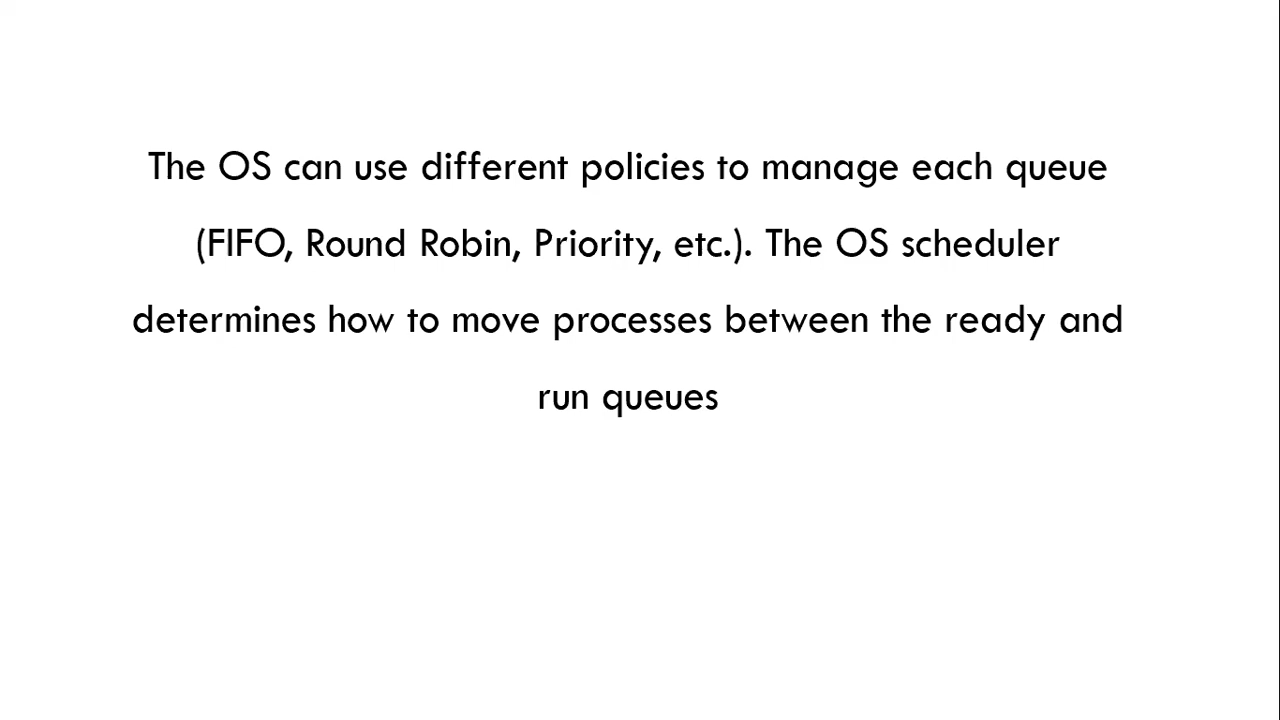 The OS can use different policies to manage each queue
(FIFO, Round Robin, Priority, etc.). The OS scheduler
determines how to move processes between the ready and
run queues